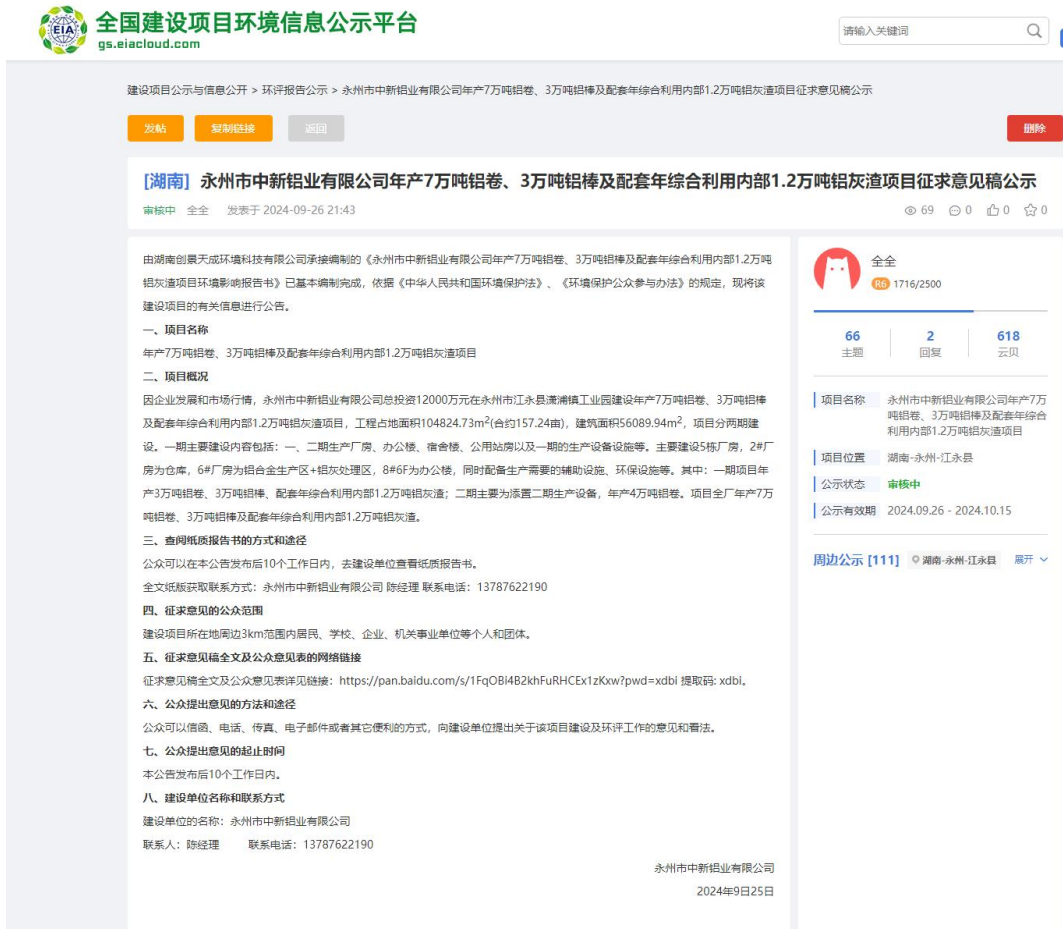 EIA
全国建设项目环境信息公示平台
gs.eiacloud.com
请输入关键词
建设项目公示与信息公开 > 环评报告公示 > 永州市中新铝业有限公司年产7万吨铝卷、3万吨铝棒及配套年综合利用内部1.2万吨铝灰渣项目征求意见稿公示
发帖 复制链接 返回 删除
[湖南] 永州市中新铝业有限公司年产7万吨铝卷、3万吨铝棒及配套年综合利用内部1.2万吨铝灰渣项目征求意见稿公示
审核中 全全 发表于 2024-09-26 21:43 69 0 0 0
由湖南创景天成环境科技有限公司承接编制的《永州市中新铝业有限公司年产7万吨铝卷、3万吨铝棒及配套年综合利用内部1.2万吨
铝灰渣项目环境影响报告书》已基本编制完成，依据《中华人民共和国环境保护法》、《环境保护公众参与办法》的规定，现将该
建设项目的有关信息进行公告。
一、项目名称
年产7万吨铝卷、3万吨铝棒及配套年综合利用内部1.2万吨铝灰渣项目
二、项目概况
因企业发展和市场行情，永州市中新铝业有限公司总投资12000万元在永州市江永县潇浦镇工业园建设年产7万吨铝卷、3万吨铝棒
及配套年综合利用内部1.2万吨铝灰渣项目，工程占地面积104824.73m²(合约157.24亩)，建筑面积56089.94m²，项目分两期建
设。一期主要建设内容包括：一、二期生产厂房、办公楼、宿舍楼、公用站房以及一期的生产设备设施等。主要建设5栋厂房，2#厂
房为仓库，6#厂房为铝合金生产区+铝灰处理区，8#6F为办公楼，同时配备生产需要的辅助设施、环保设施等。其中：一期项目年
产3万吨铝卷、3万吨铝棒、配套年综合利用内部1.2万吨铝灰渣；二期主要为添置二期生产设备，年产4万吨铝卷。项目全厂年产7万
吨铝卷、3万吨铝棒及配套年综合利用内部1.2万吨铝灰渣。
三、查阅纸质报告书的方式和途径
公众可以在本公告发布后10个工作日内，去建设单位查看纸质报告书。
全文纸版获取联系方式：永州市中新铝业有限公司 陈经理 联系电话：13787622190
四、征求意见的公众范围
建设项目所在地周边3km范围内居民、学校、企业、机关事业单位等个人和团体。
五、征求意见稿全文及公众意见表的网络链接
征求意见稿全文及公众意见表详见链接：https://pan.baidu.com/s/1FqOBi4B2khFuRHCEx1zKxw?pwd=xdbi 提取码: xdbi。
六、公众提出意见的方法和途径
公众可以信函、电话、传真、电子邮件或者其它便利的方式，向建设单位提出关于该项目建设及环评工作的意见和看法。
七、公众提出意见的起止时间
本公告发布后10个工作日内。
八、建设单位名称和联系方式
建设单位的名称：永州市中新铝业有限公司
联系人：陈经理 联系电话：13787622190
永州市中新铝业有限公司
2024年9月25日
全全
R6 1716/2500
66 2 618
主题 回复 云贝
项目名称 永州市中新铝业有限公司年产7万
吨铝卷、3万吨铝棒及配套年综合
利用内部1.2万吨铝灰渣项目
项目位置 湖南-永州-江永县
公示状态 审核中
公示有效期 2024.09.26 - 2024.10.15
周边公示 [111] 湖南-永州-江永县 展开